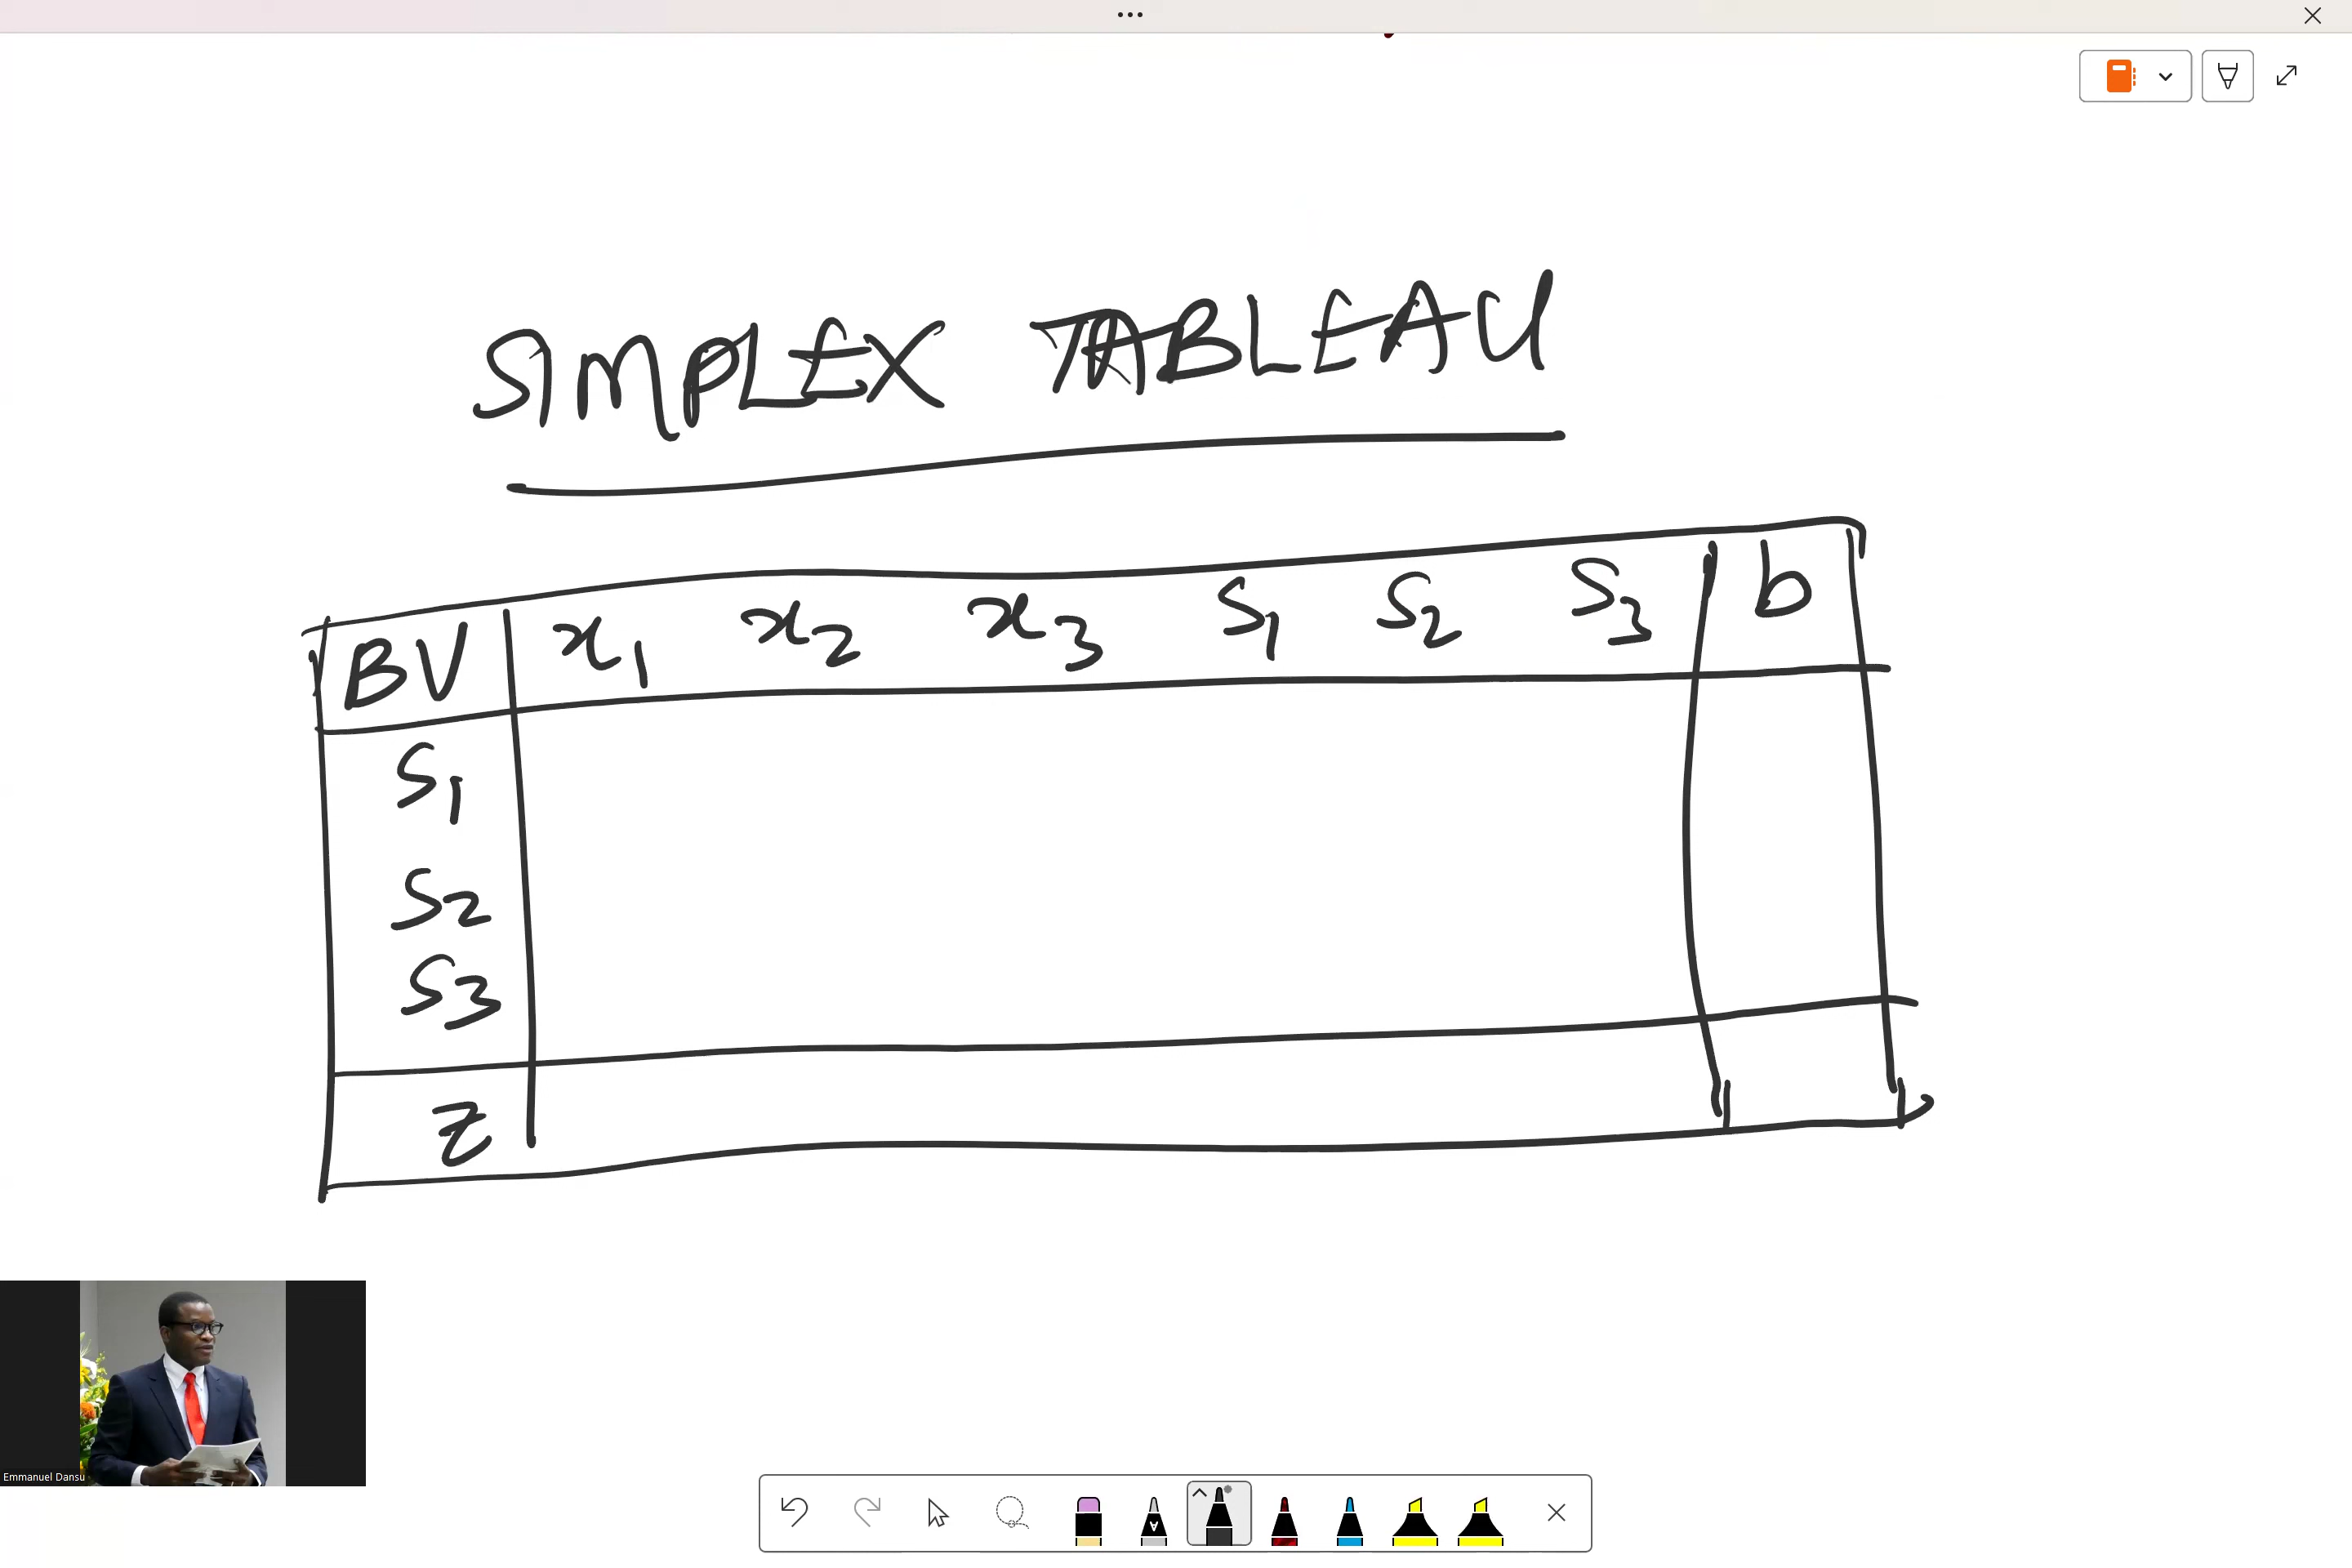 SIMPLEX TABLEAU
BV x1 x2 x3 S1 S2 S3 b
S1
S2
S3
Z
Emmanuel Dansu